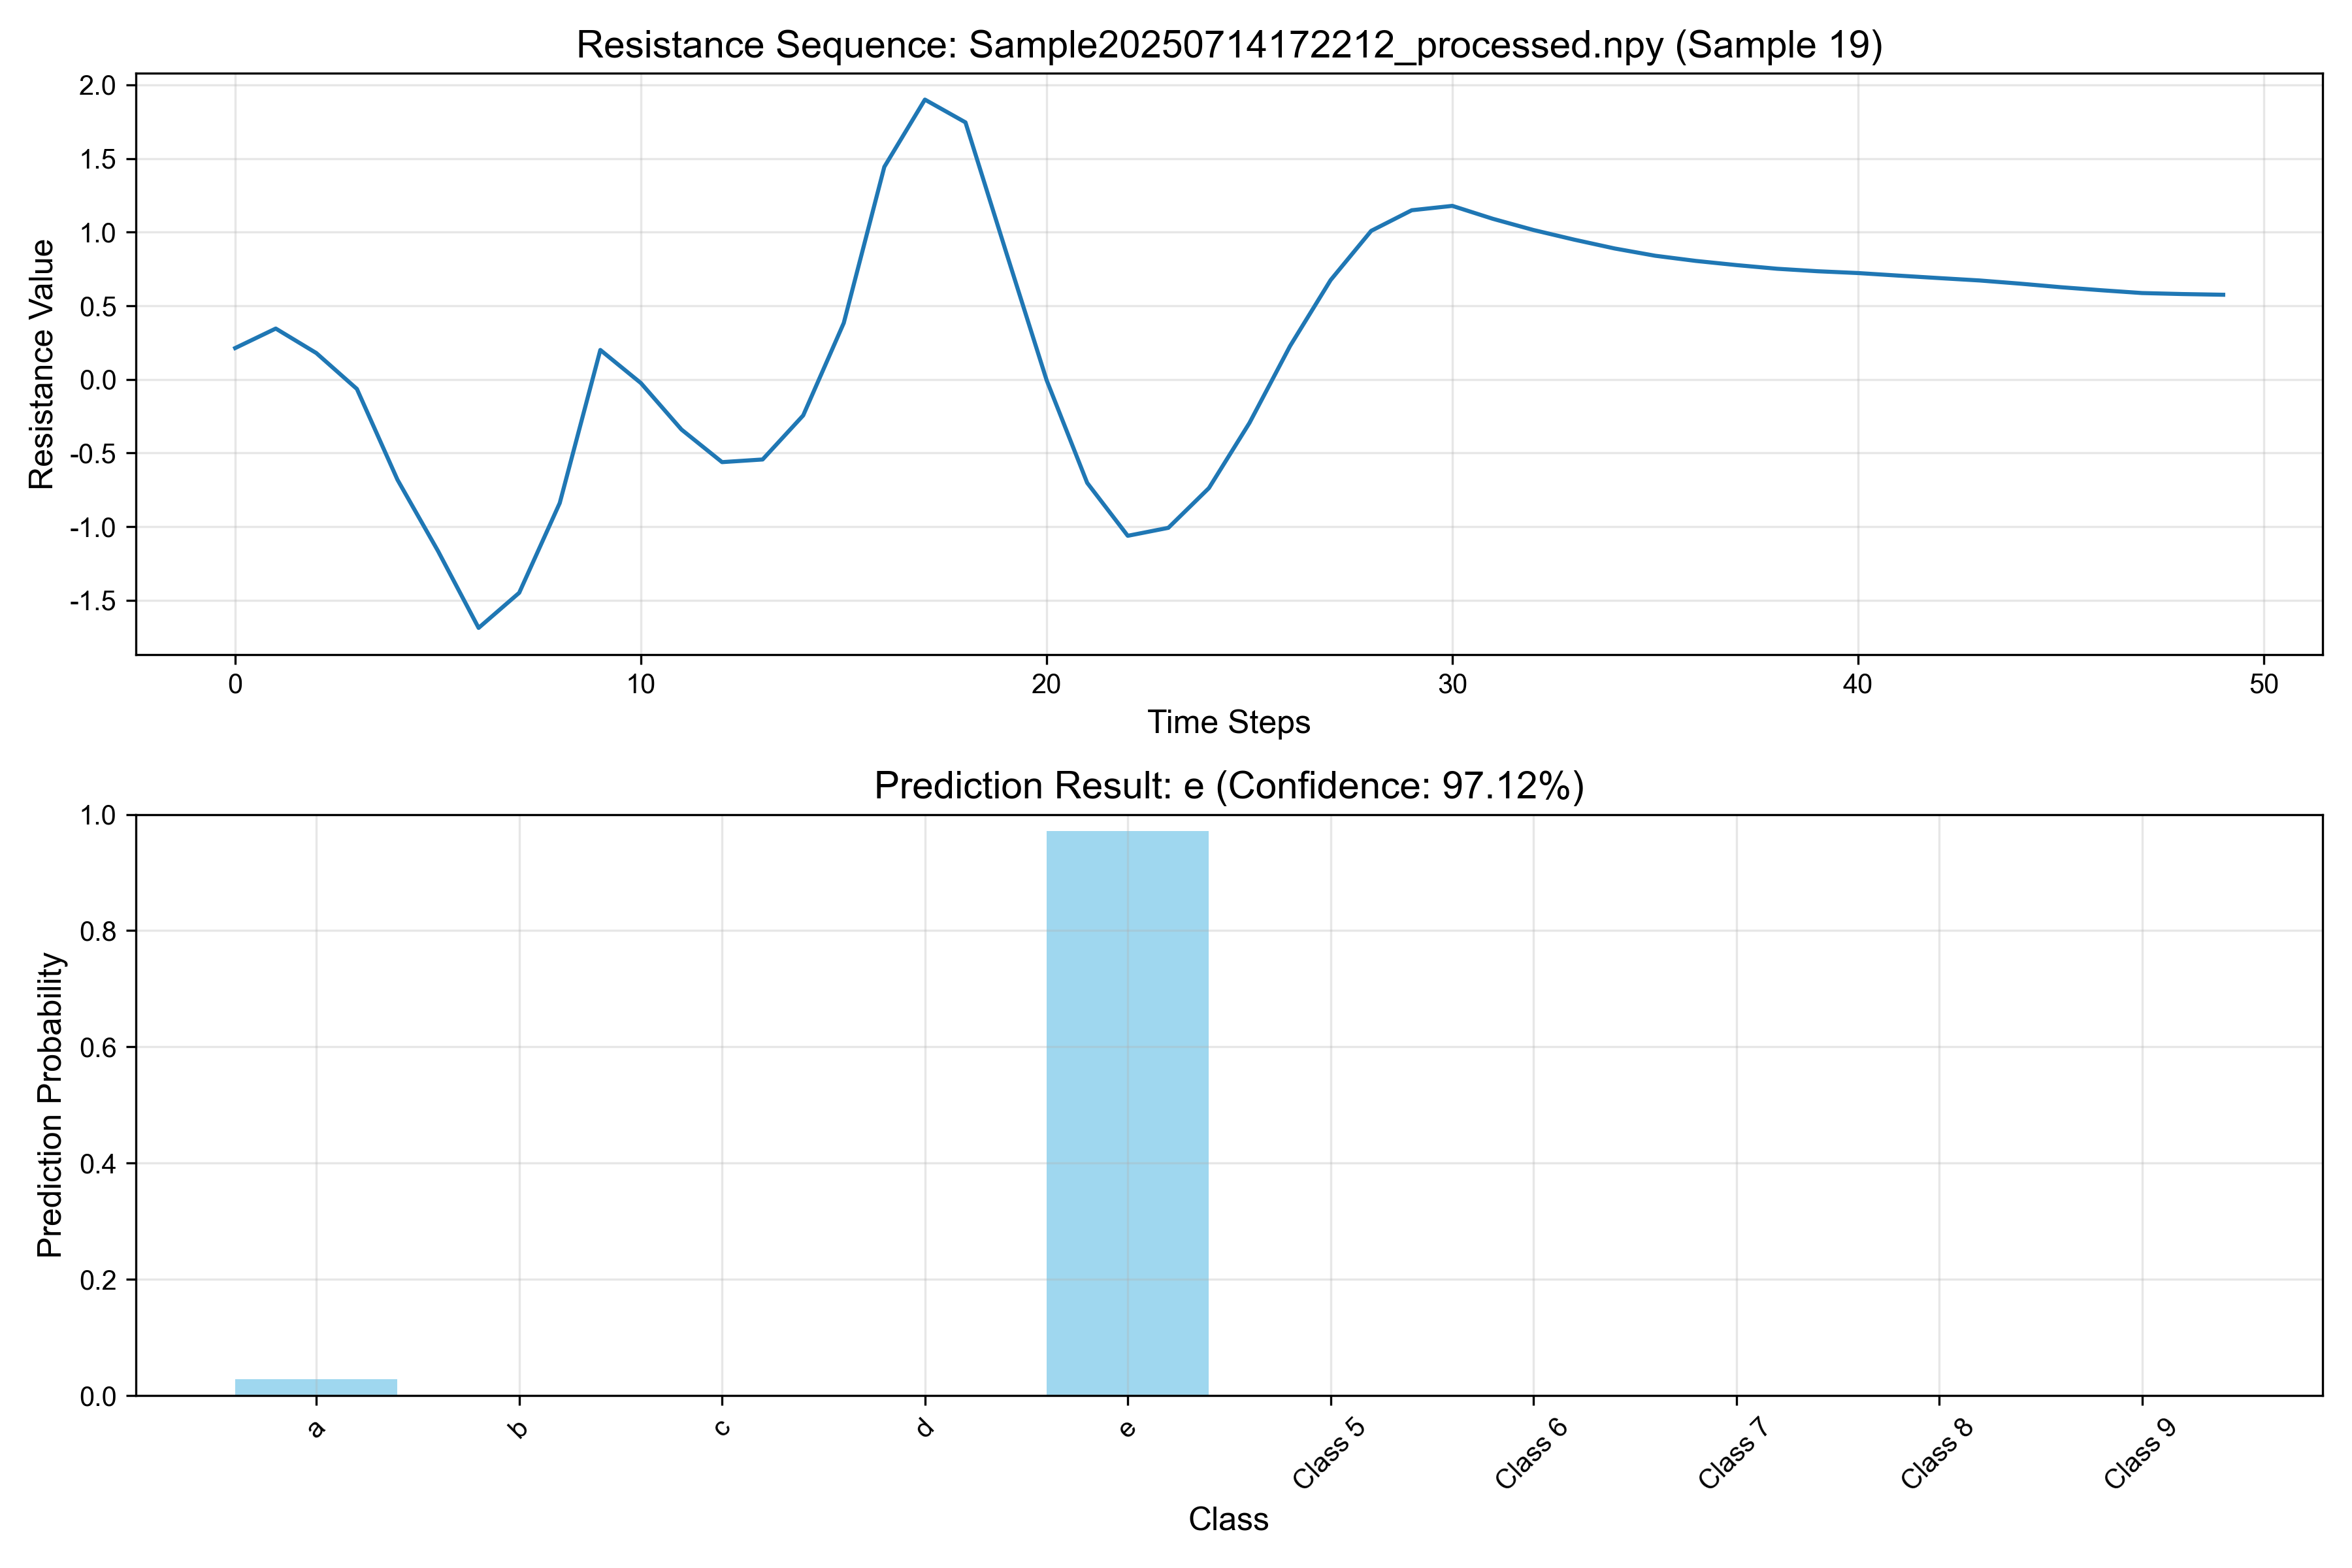 Resistance Sequence: Sample20250714172212_processed.npy (Sample 19)
Resistance Value
2.0
1.5
1.0
0.5
0.0
-0.5
-1.0
-1.5
0 10 20 30 40 50
Time Steps
Prediction Result: e (Confidence: 97.12%)
Prediction Probability
1.0
0.8
0.6
0.4
0.2
0.0
a b c d e Class 5 Class 6 Class 7 Class 8 Class 9
Class